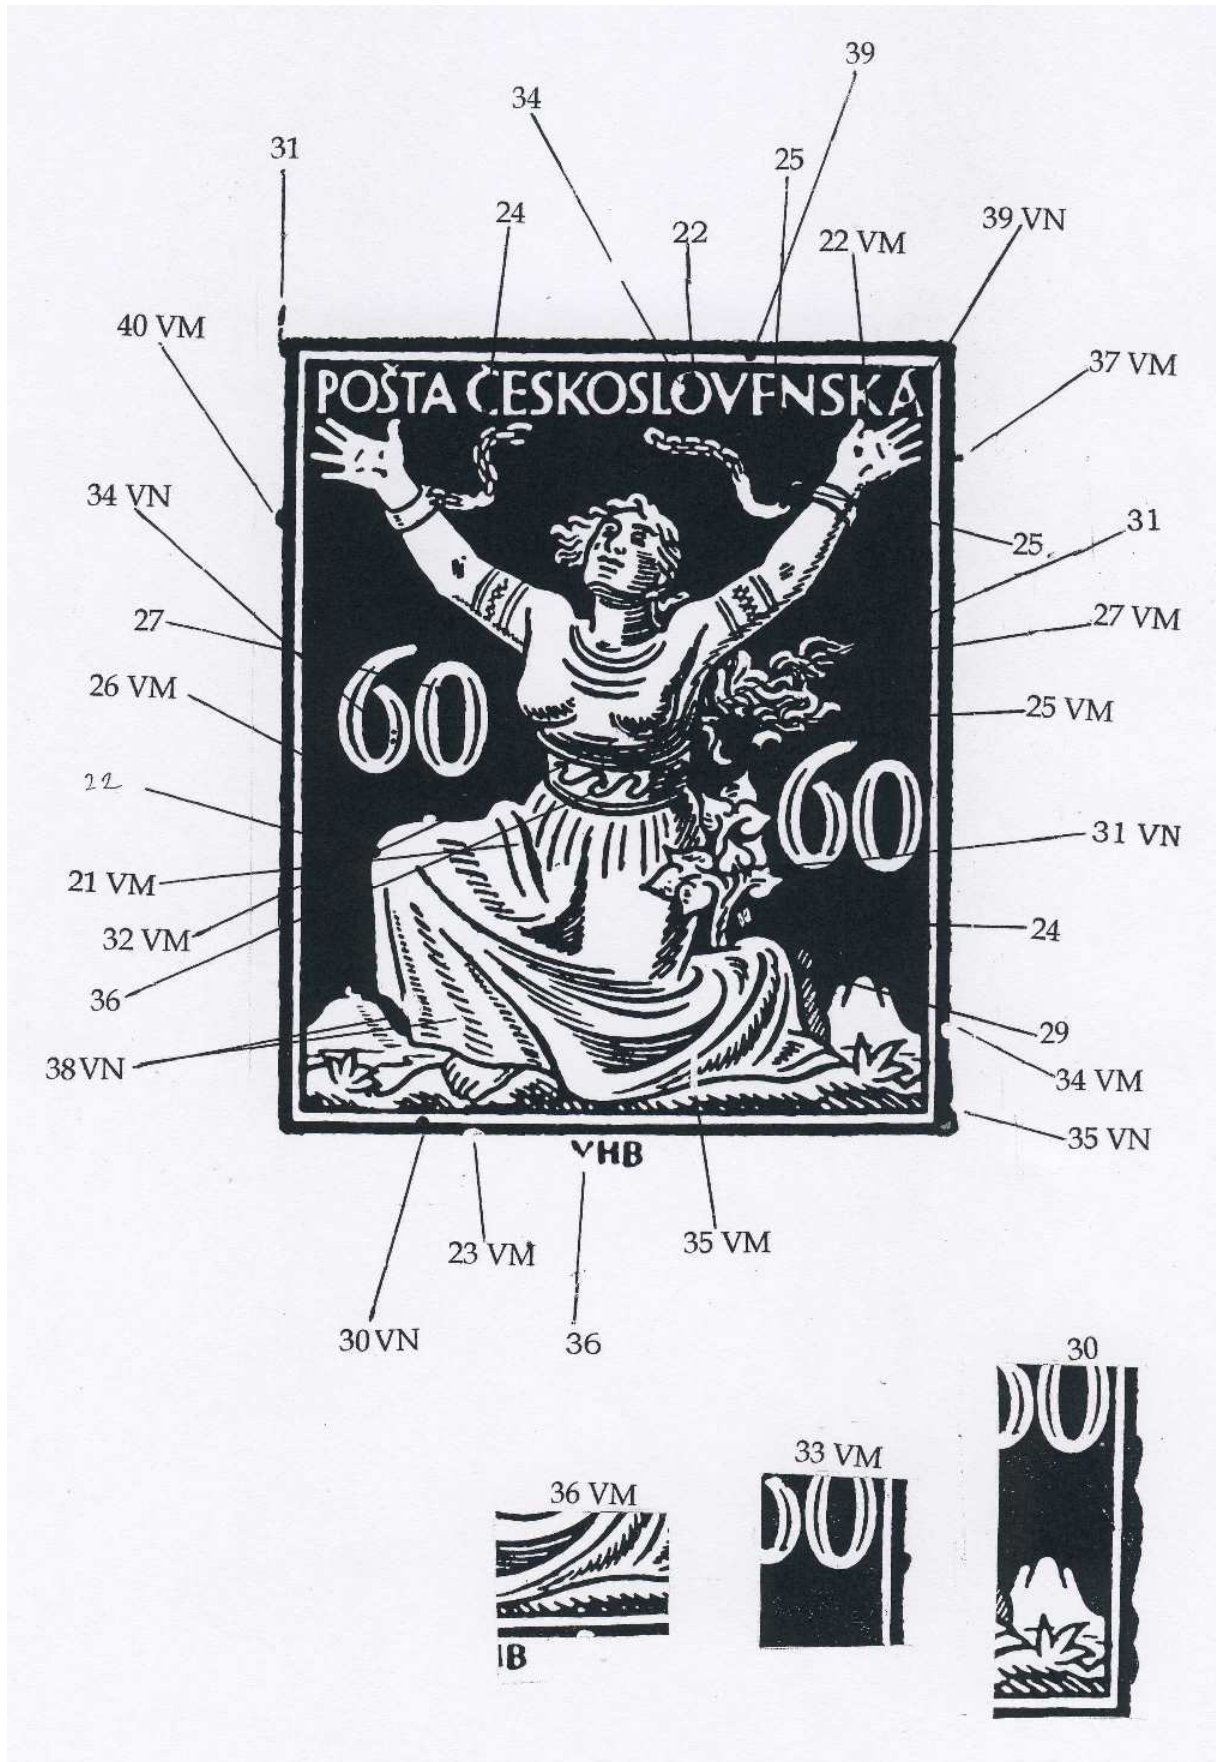 39
34
31
25
24
39 VN
22
22 VM
40 VM
37 VM
POŠTA ČESKOSLOVENSKÁ
34 VN
31
25
27
27 VM
60
26 VM
25 VM
22
60
31 VN
21 VM
32 VM
24
36
29
38 VN
34 VM
35 VN
VHB
23 VM
35 VM
30 VN
36
30
33 VM
36 VM